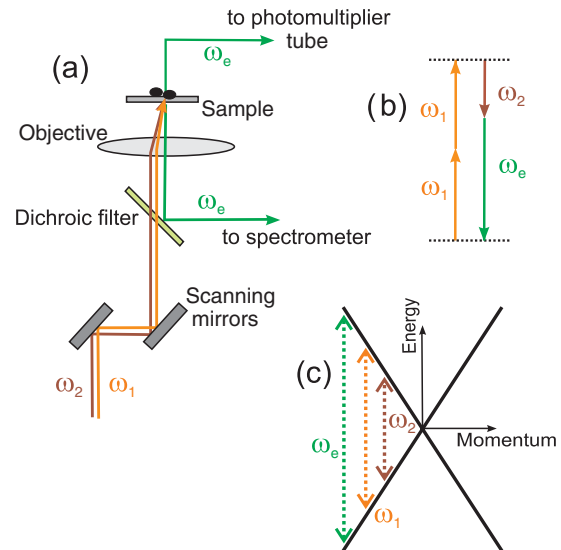 (a)
to photomultiplier
tube
ωe
Sample
Objective
Dichroic filter
ωe
to spectrometer
Scanning
mirrors
ω2 ω1
(b)
ω1 ω2
ω1 ωe
(c)
Energy
Momentum
ω2
ωe
ω1